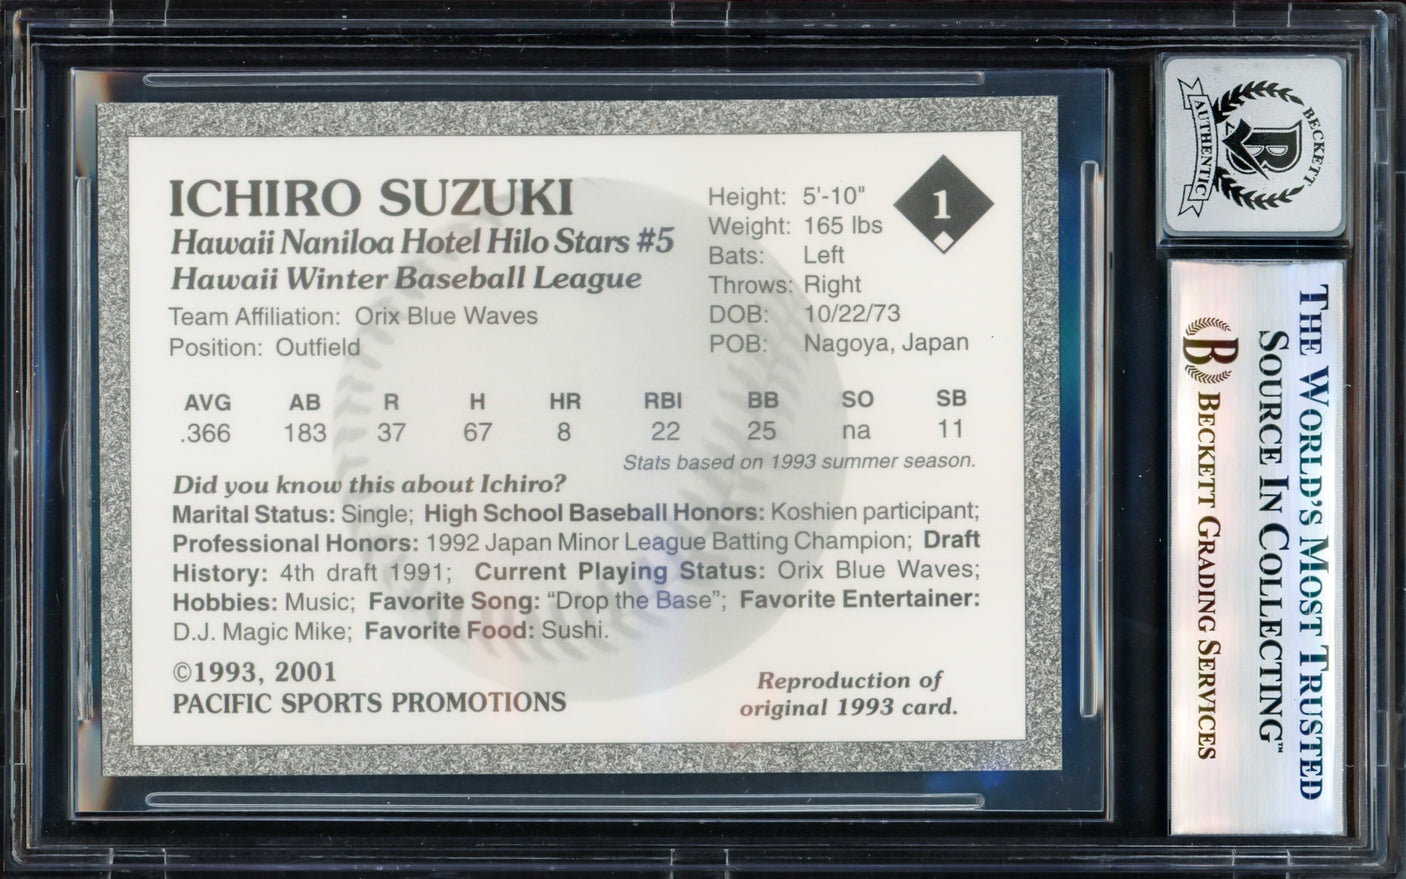 ICHIRO SUZUKI
Hawaii Naniloa Hotel Hilo Stars #5
Hawaii Winter Baseball League
Team Affiliation: Orix Blue Waves
Position: Outfield
Height: 5'-10"
Weight: 165 lbs
Bats: Left
Throws: Right
DOB: 10/22/73
POB: Nagoya, Japan
1
AVG AB R H HR RBI BB SO SB
.366 183 37 67 8 22 25 na 11
Stats based on 1993 summer season.
Did you know this about Ichiro?
Marital Status: Single; High School Baseball Honors: Koshien participant;
Professional Honors: 1992 Japan Minor League Batting Champion; Draft
History: 4th draft 1991; Current Playing Status: Orix Blue Waves;
Hobbies: Music; Favorite Song: “Drop the Base”; Favorite Entertainer:
D.J. Magic Mike; Favorite Food: Sushi.
©1993, 2001
PACIFIC SPORTS PROMOTIONS
Reproduction of
original 1993 card.
BECKETT
B
AUTHENTIC
THE WORLD'S MOST TRUSTED
SOURCE IN COLLECTING™
B BECKETT GRADING SERVICES